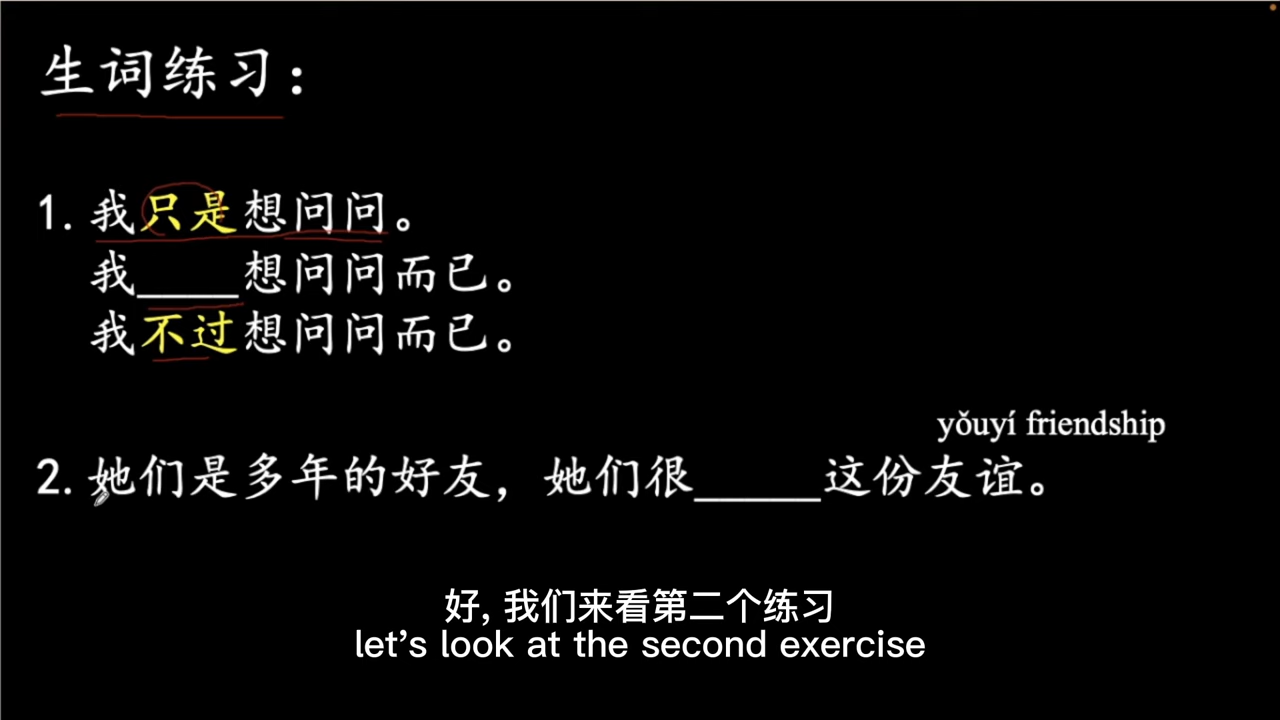 生词练习：
1. 我只是想问问。
我____想问问而已。
我不过想问问而已。
yǒuyí friendship
2. 她们是多年的好友，她们很_____这份友谊。
好, 我们来看第二个练习
let's look at the second exercise